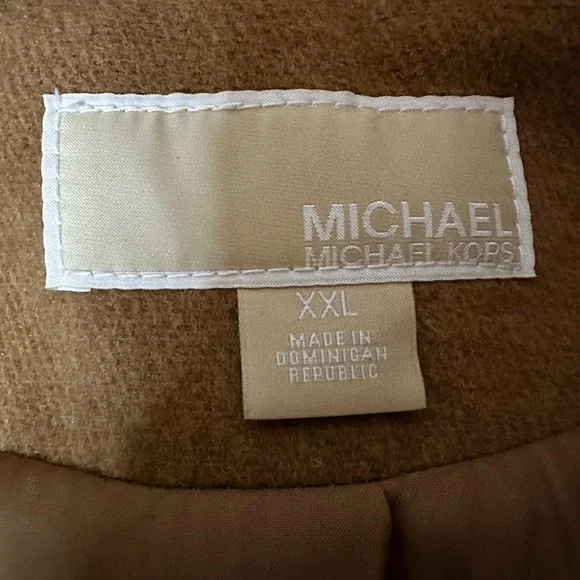 MICHAEL
MICHAEL KORS
XXL
MADE IN
DOMINICAN
REPUBLIC